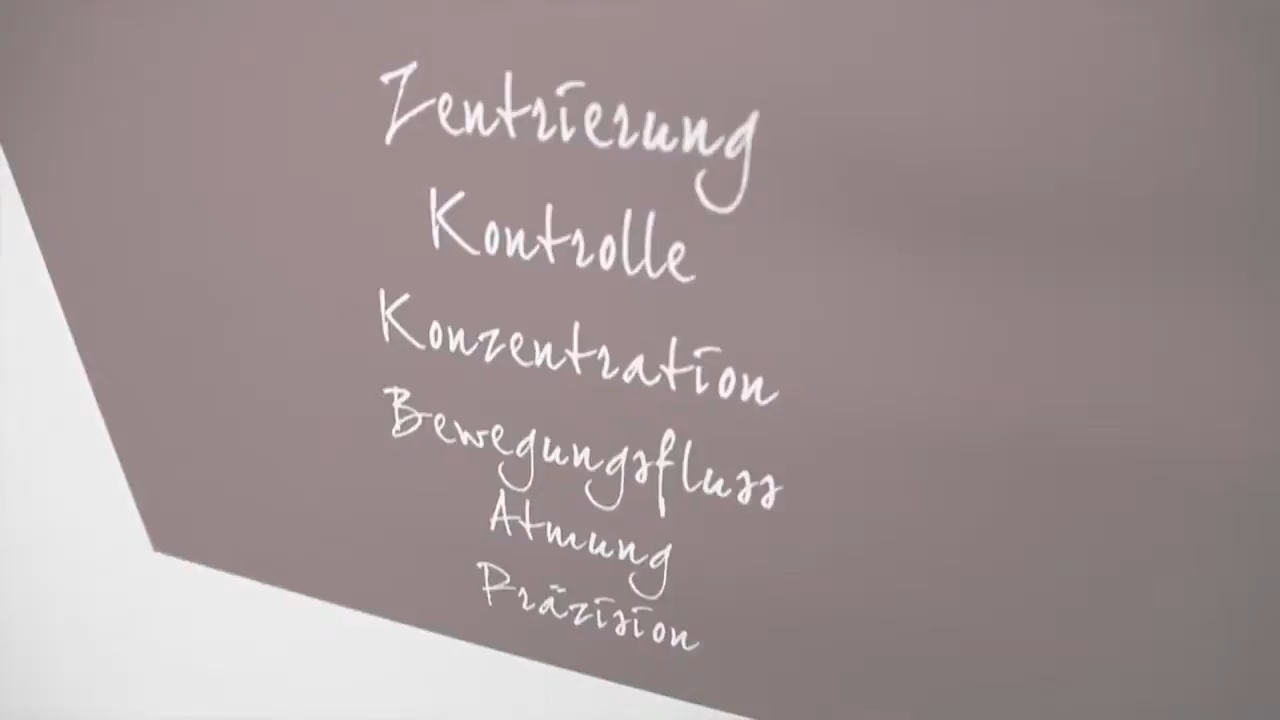 Zentrierung
Kontrolle
Konzentration
Bewegungsfluss
Atmung
Präzision